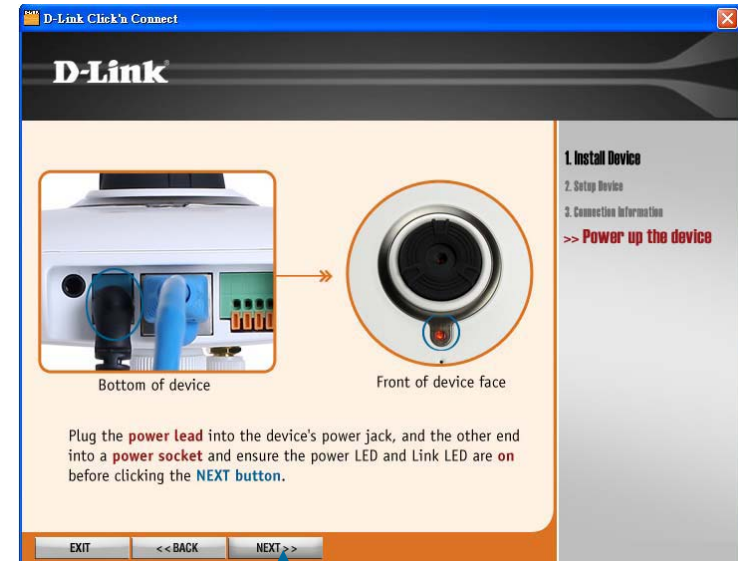 D-Link Click'n Connect
D-Link
1. Install Device
2. Setup Device
3. Connection Information
>> Power up the device
Bottom of device
Front of device face
Plug the power lead into the device's power jack, and the other end
into a power socket and ensure the power LED and Link LED are on
before clicking the NEXT button.
EXIT
<<BACK
NEXT>>